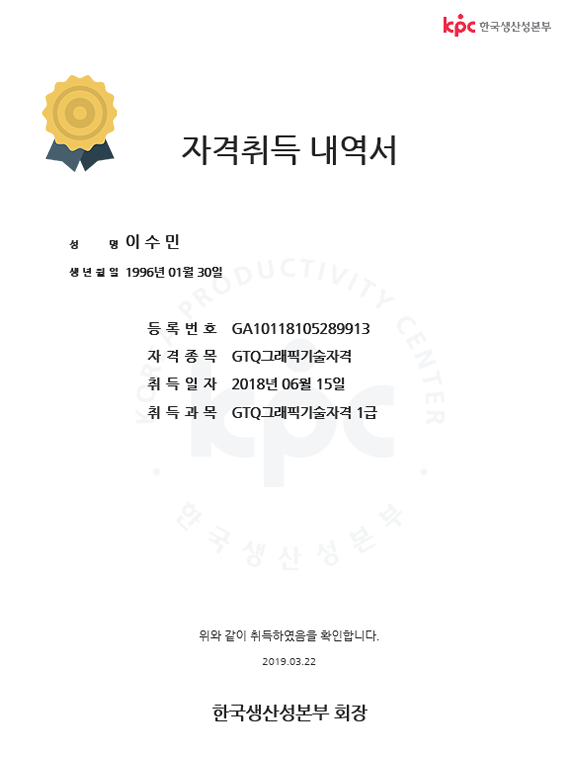 kpc 한국생산성본부
자격취득 내역서
성 명 이 수 민
생 년 월 일 1996년 01월 30일
등 록 번 호 GA10118105289913
자 격 종 목 GTQ그래픽기술자격
취 득 일 자 2018년 06월 15일
취 득 과 목 GTQ그래픽기술자격 1급
KOREA PRODUCTIVITY CENTER
kpc
한국생산성본부
위와 같이 취득하였음을 확인합니다.
2019.03.22
한국생산성본부 회장